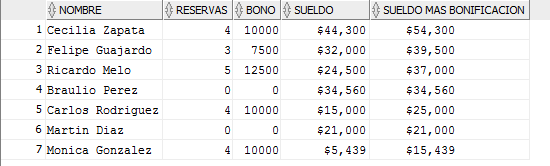 NOMBRE RESERVAS BONO SUELDO SUELDO MAS BONIFICACION
1 Cecilia Zapata 4 10000 $44,300 $54,300
2 Felipe Guajardo 3 7500 $32,000 $39,500
3 Ricardo Melo 5 12500 $24,500 $37,000
4 Braulio Perez 0 0 $34,560 $34,560
5 Carlos Rodriguez 4 10000 $15,000 $25,000
6 Martin Diaz 0 0 $21,000 $21,000
7 Monica Gonzalez 4 10000 $5,439 $15,439